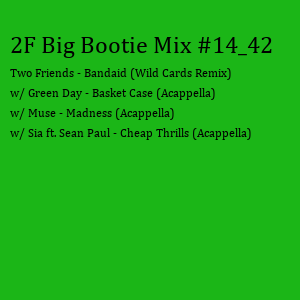 2F Big Bootie Mix #14_42
Two Friends - Bandaid (Wild Cards Remix)
w/ Green Day - Basket Case (Acappella)
w/ Muse - Madness (Acappella)
w/ Sia ft. Sean Paul - Cheap Thrills (Acappella)